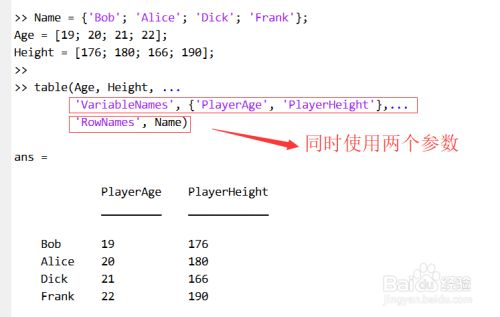 >> Name = {'Bob'; 'Alice'; 'Dick'; 'Frank'};
Age = [19; 20; 21; 22];
Height = [176; 180; 166; 190];
>>
>> table(Age, Height, ...
'VariableNames', {'PlayerAge', 'PlayerHeight'},...
'RowNames', Name)
同时使用两个参数
ans =
PlayerAge PlayerHeight
Bob 19 176
Alice 20 180
Dick 21 166
Frank 22 190
Baidu 经验
jingyan.baidu.com